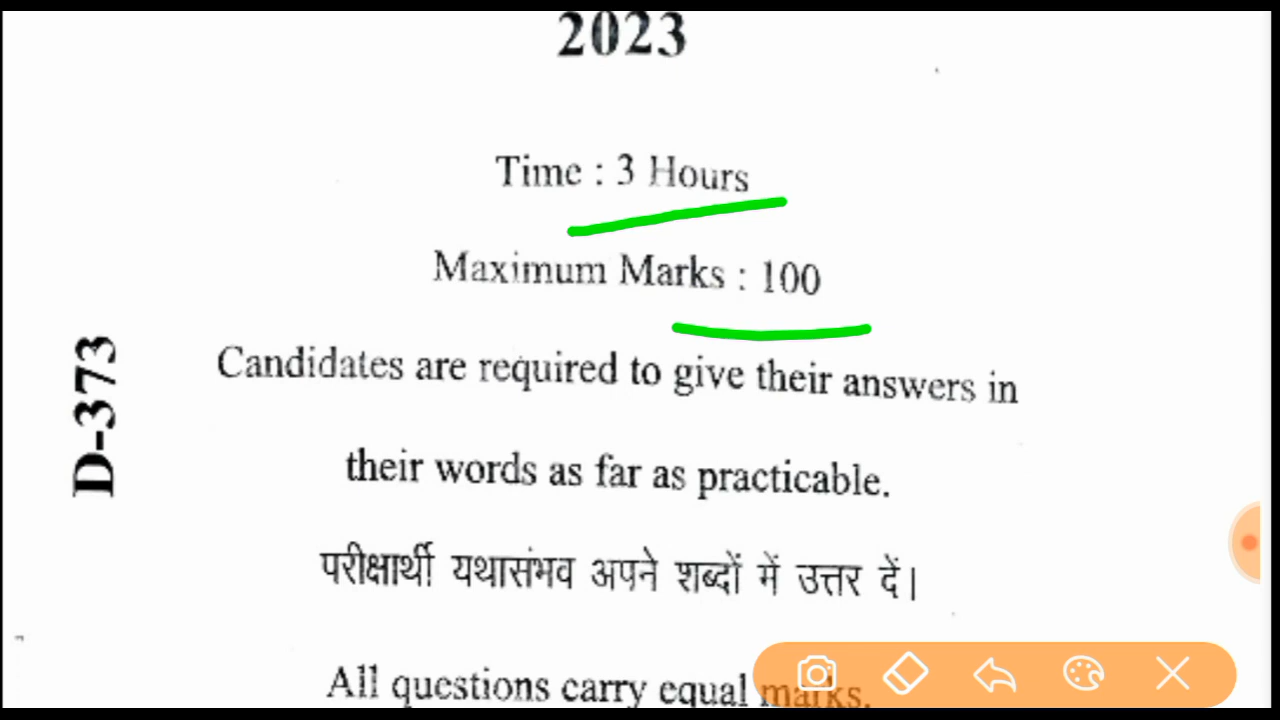 2023
Time : 3 Hours
Maximum Marks : 100
D-373
Candidates are required to give their answers in
their words as far as practicable.
परीक्षार्थी यथासंभव अपने शब्दों में उत्तर दें।
All questions carry equal marks.